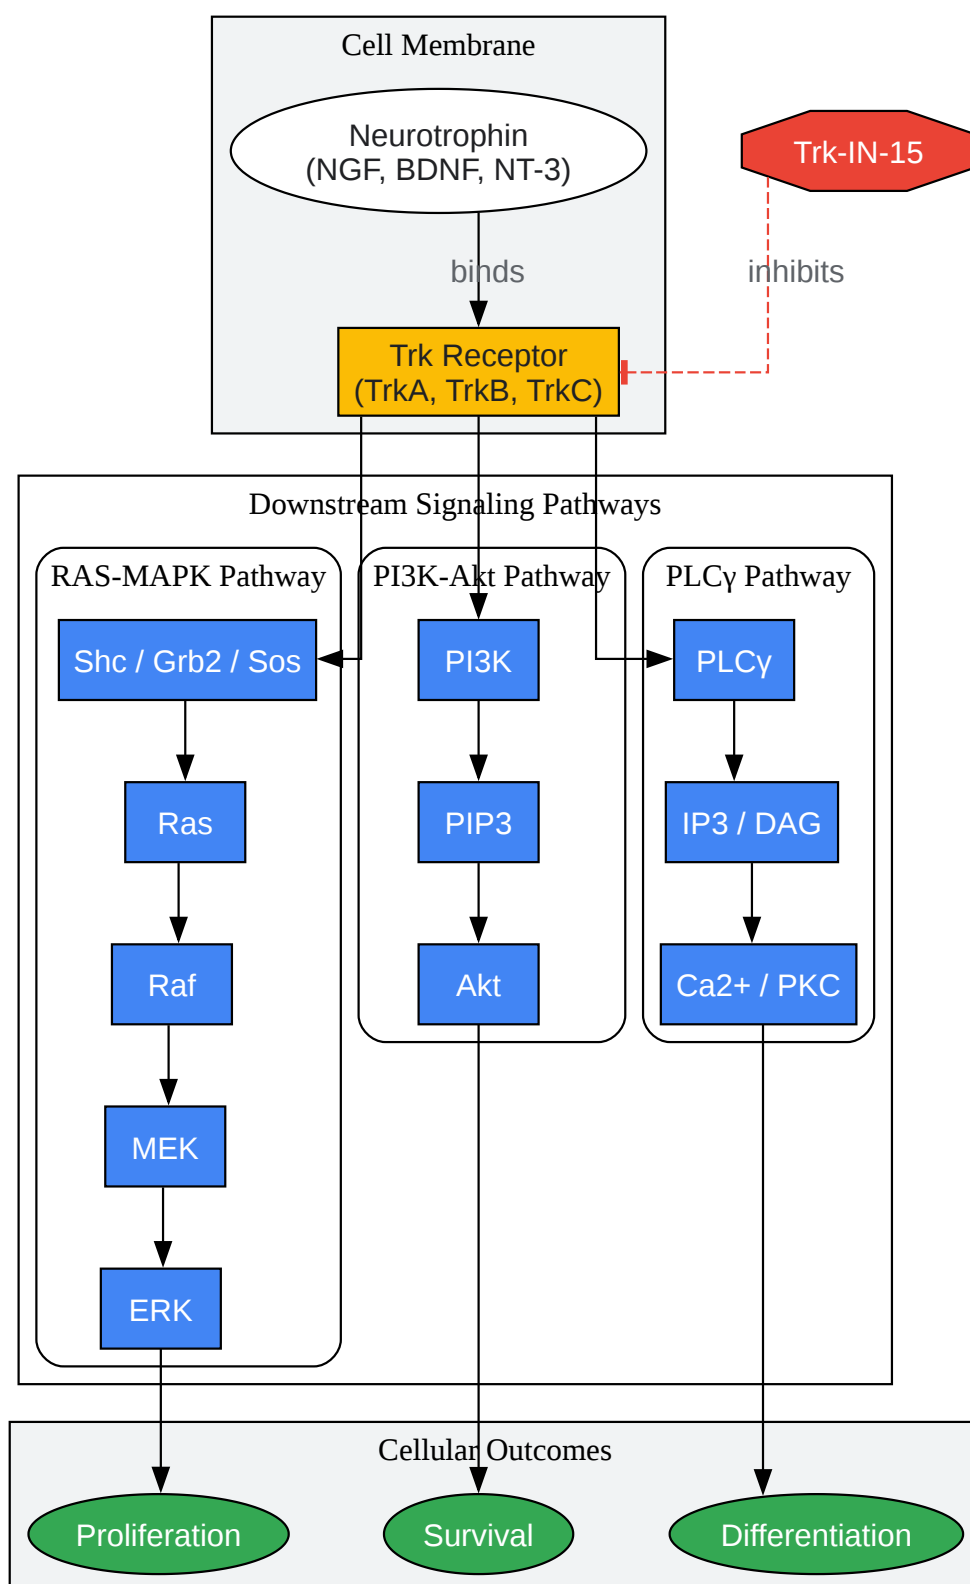 Cell Membrane
Neurotrophin
(NGF, BDNF, NT-3)
Trk-IN-15
binds
inhibits
Trk Receptor
(TrkA, TrkB, TrkC)
Downstream Signaling Pathways
RAS-MAPK Pathway
PI3K-Akt Pathway
PLCγ Pathway
Shc / Grb2 / Sos
PI3K
PLCγ
Ras
PIP3
IP3 / DAG
Raf
Akt
Ca2+ / PKC
MEK
ERK
Cellular Outcomes
Proliferation
Survival
Differentiation